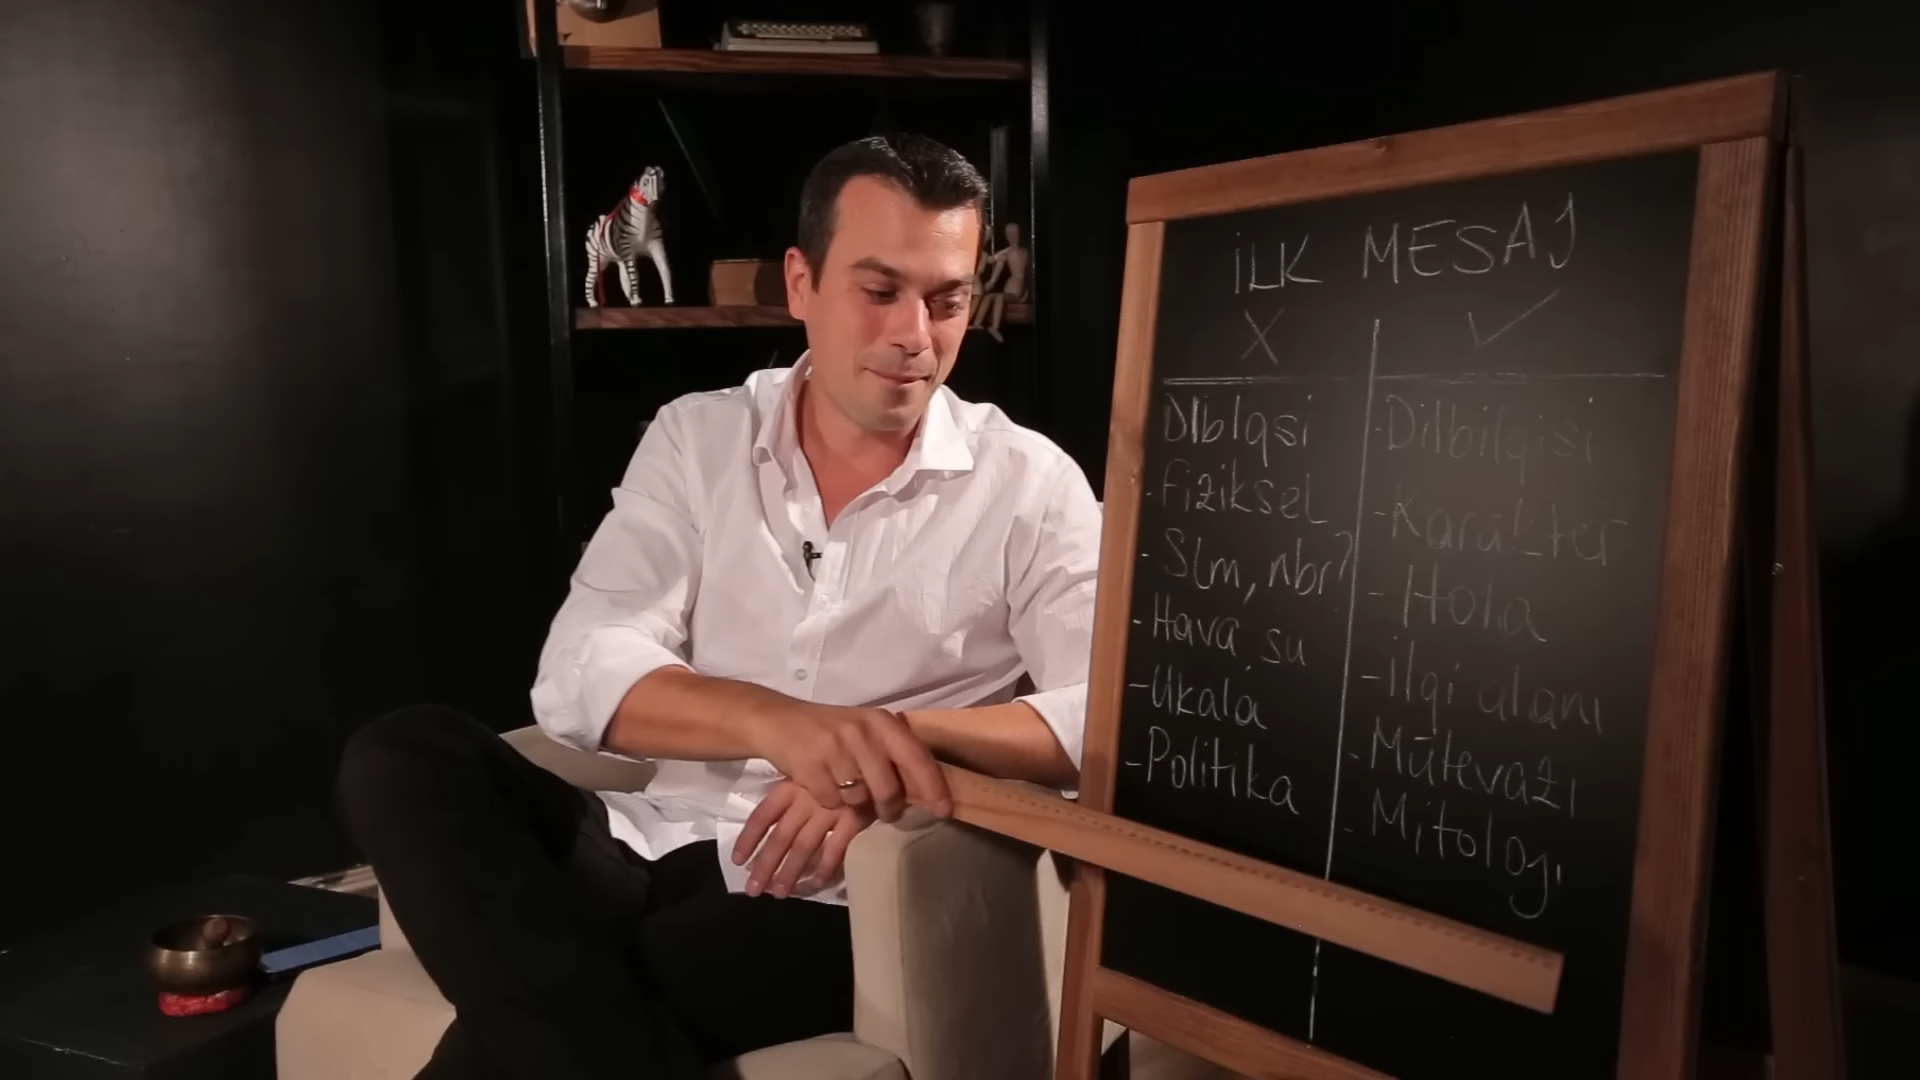 İLK MESAJ
X ✓
Dlblgsi
- fiziksel
- Slm, nbr?
- Hava, su
- Ukala
- Politika
- Dilbilgisi
- Karakter
- Hola
- İlgi alanı
- Mütevazı
- Mitoloji